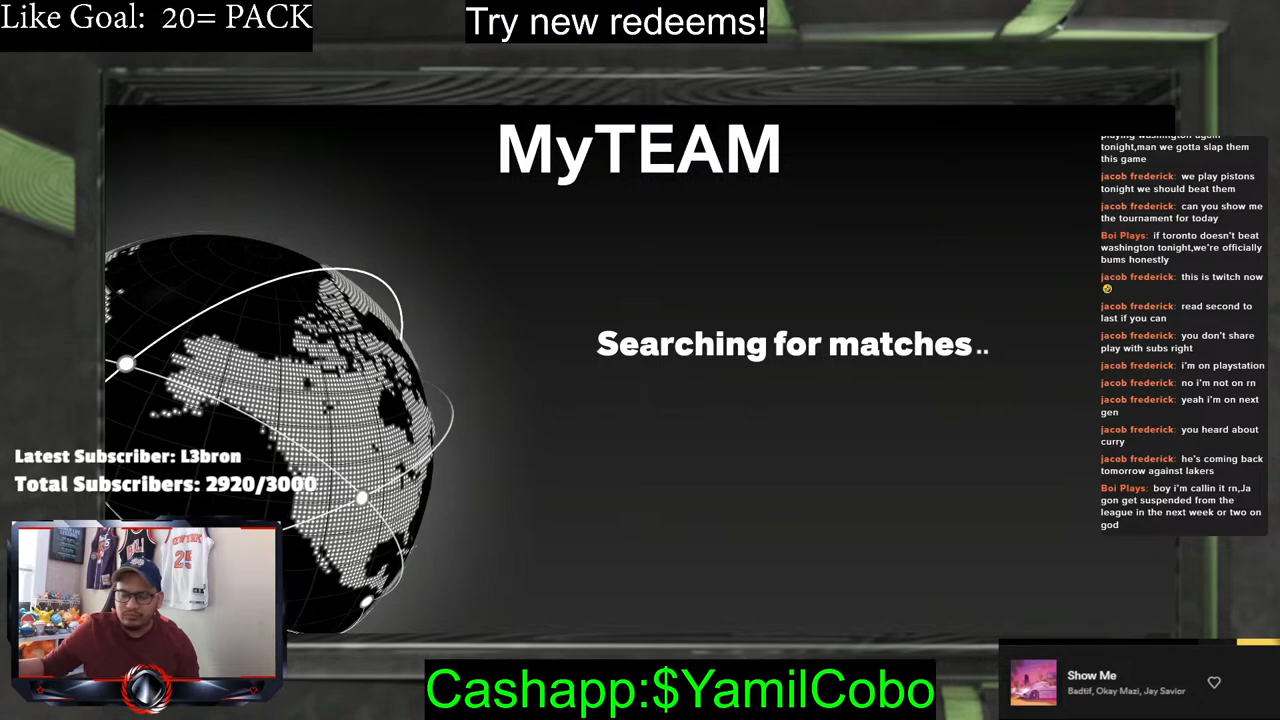 Like Goal:  20= PACK
Try new redeems!
MyTEAM
Searching for matches..
playing washington again
tonight,man we gotta slap them
this game
jacob frederick: we play pistons
tonight we should beat them
jacob frederick: can you show me
the tournament for today
Boi Plays: if toronto doesn't beat
washington tonight,we're officially
bums honestly
jacob frederick: this is twitch now
🤣
jacob frederick: read second to
last if you can
jacob frederick: you don't share
play with subs right
jacob frederick: i'm on playstation
jacob frederick: no i'm not on rn
jacob frederick: yeah i'm on next
gen
jacob frederick: you heard about
curry
jacob frederick: he's coming back
tomorrow against lakers
Boi Plays: boy i'm callin it rn,Ja
gon get suspended from the
league in the next week or two on
god
Latest Subscriber: L3bron
Total Subscribers: 2920/3000
NEW YORK
25
Cashapp:$YamilCobo
Show Me
Badtif, Okay Mazi, Jay Savior